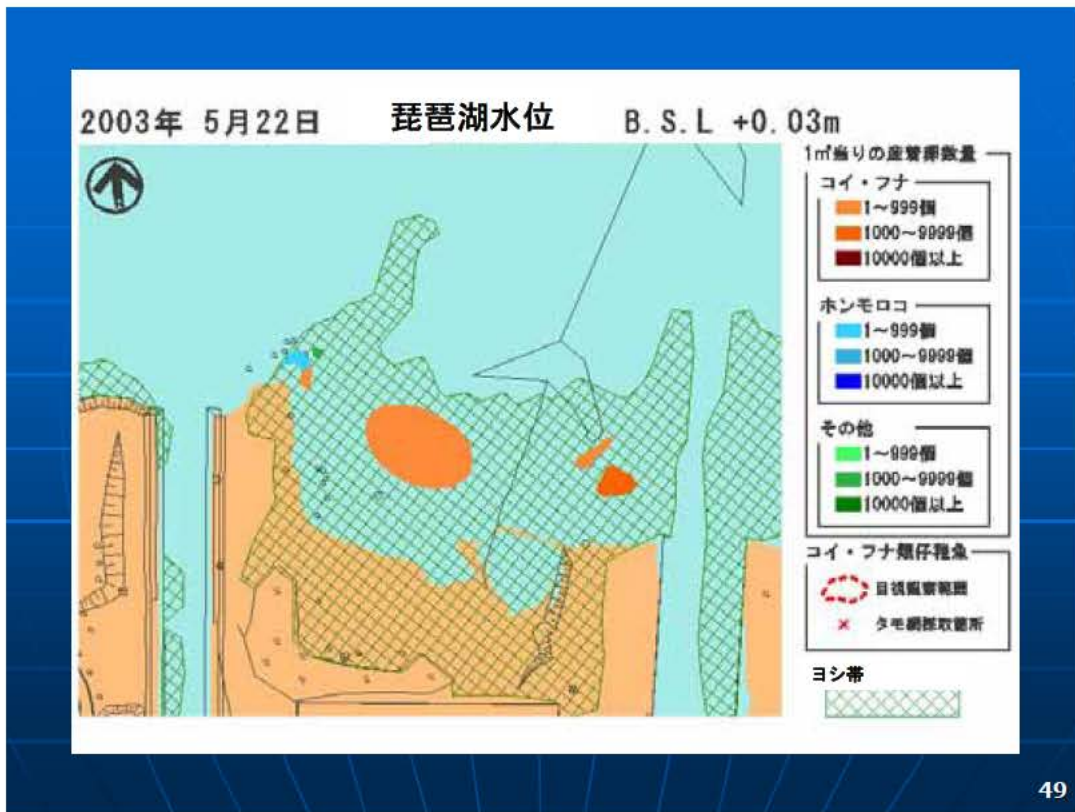 2003年 5月22日 琵琶湖水位 B.S.L +0.03m
1㎡当りの産着卵数量
コイ・フナ
1～999個
1000～9999個
10000個以上
ホンモロコ
1～999個
1000～9999個
10000個以上
その他
1～999個
1000～9999個
10000個以上
コイ・フナ類仔稚魚
目視観察範囲
タモ網採取箇所
ヨシ帯
49